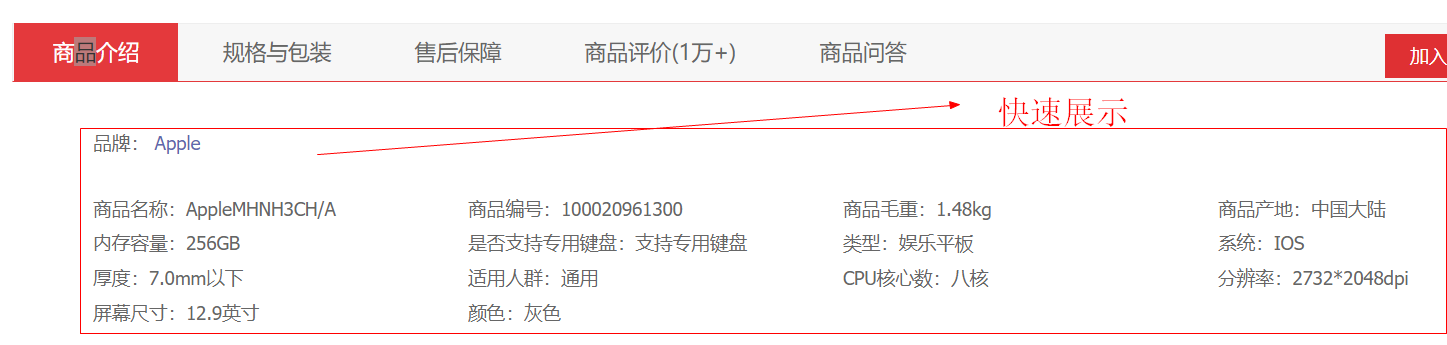 商品介绍 规格与包装 售后保障 商品评价(1万+) 商品问答 加入
快速展示
品牌： Apple
商品名称：AppleMHNH3CH/A 商品编号：100020961300 商品毛重：1.48kg 商品产地：中国大陆
内存容量：256GB 是否支持专用键盘：支持专用键盘 类型：娱乐平板 系统：IOS
厚度：7.0mm以下 适用人群：通用 CPU核心数：八核 分辨率：2732*2048dpi
屏幕尺寸：12.9英寸 颜色：灰色